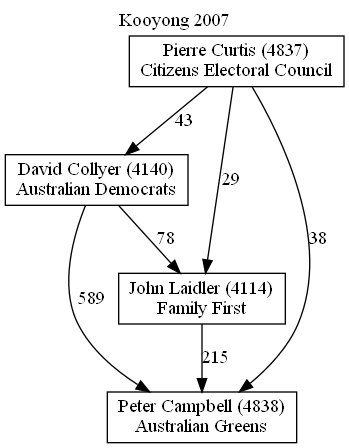 Kooyong 2007
Pierre Curtis (4837)
Citizens Electoral Council
43
David Collyer (4140)
Australian Democrats
29
78
38
John Laidler (4114)
Family First
589
215
Peter Campbell (4838)
Australian Greens